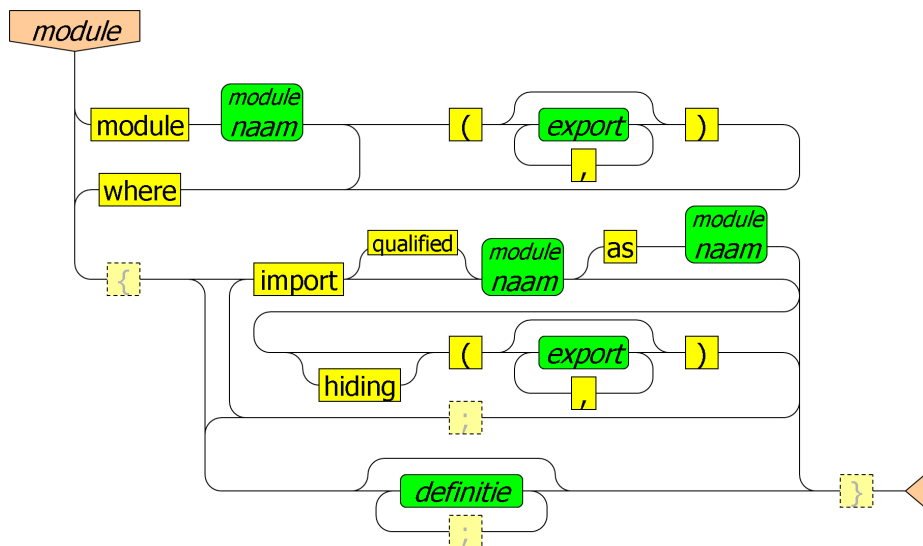 module
module
module
naam
(
export
)
,
where
{
import
qualified
module
naam
as
module
naam
hiding
(
export
)
,
;
definitie
;
}